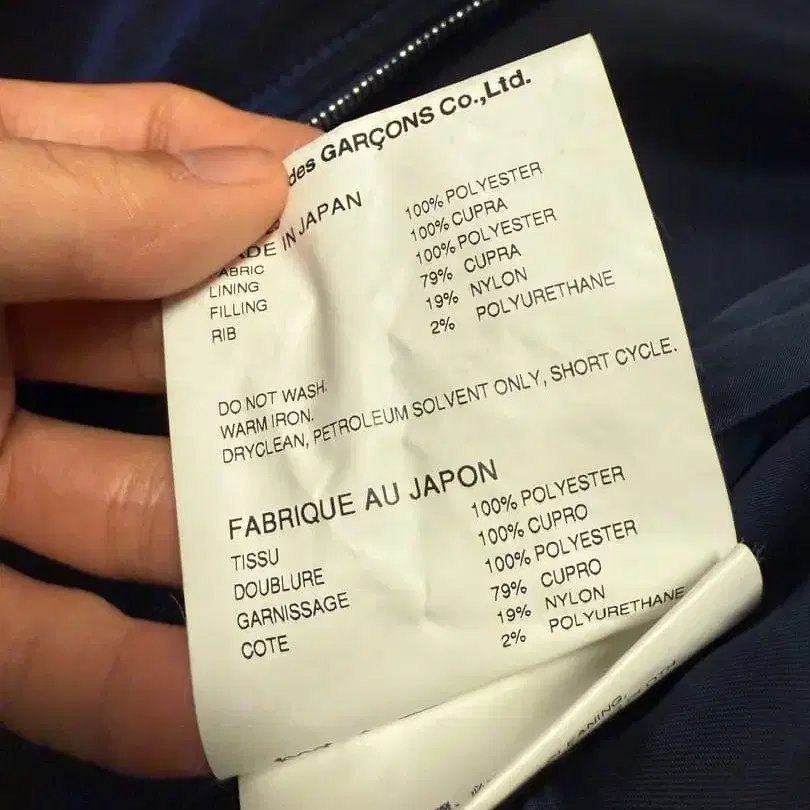 des GARÇONS Co.,Ltd.
IN JAPAN
FABRIC 100% POLYESTER
LINING 100% CUPRA
FILLING 100% POLYESTER
RIB 79% CUPRA
19% NYLON
2% POLYURETHANE
DO NOT WASH.
WARM IRON.
DRYCLEAN, PETROLEUM SOLVENT ONLY, SHORT CYCLE.
FABRIQUE AU JAPON
TISSU 100% POLYESTER
DOUBLURE 100% CUPRO
GARNISSAGE 100% POLYESTER
COTE 79% CUPRO
19% NYLON
2% POLYURETHANE